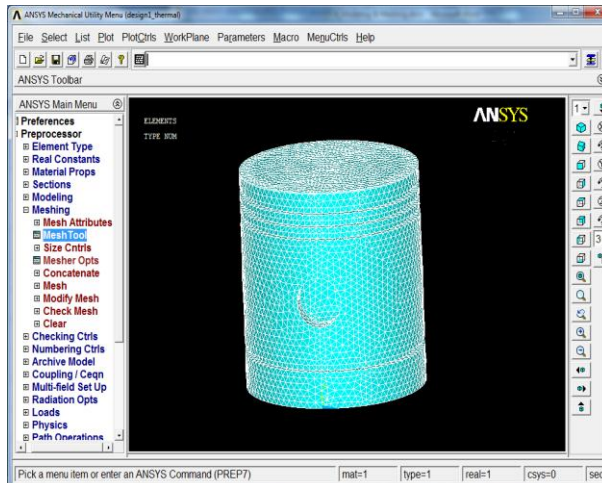 ANSYS Mechanical Utility Menu (design1_thermal)
File Select List Plot PlotCtrls WorkPlane Parameters Macro MenuCtrls Help
ANSYS Toolbar
ANSYS Main Menu
Preferences
Preprocessor
Element Type
Real Constants
Material Props
Sections
Modeling
Meshing
Mesh Attributes
MeshTool
Size Cntrls
Mesher Opts
Concatenate
Mesh
Modify Mesh
Check Mesh
Clear
Checking Ctrls
Numbering Ctrls
Archive Model
Coupling / Ceqn
Multi-field Set Up
Radiation Opts
Loads
Physics
Path Operations
ELEMENTS
TYPE NUM
ANSYS
1
3
Pick a menu item or enter an ANSYS Command (PREP7)
mat=1
type=1
real=1
csys=0
sec